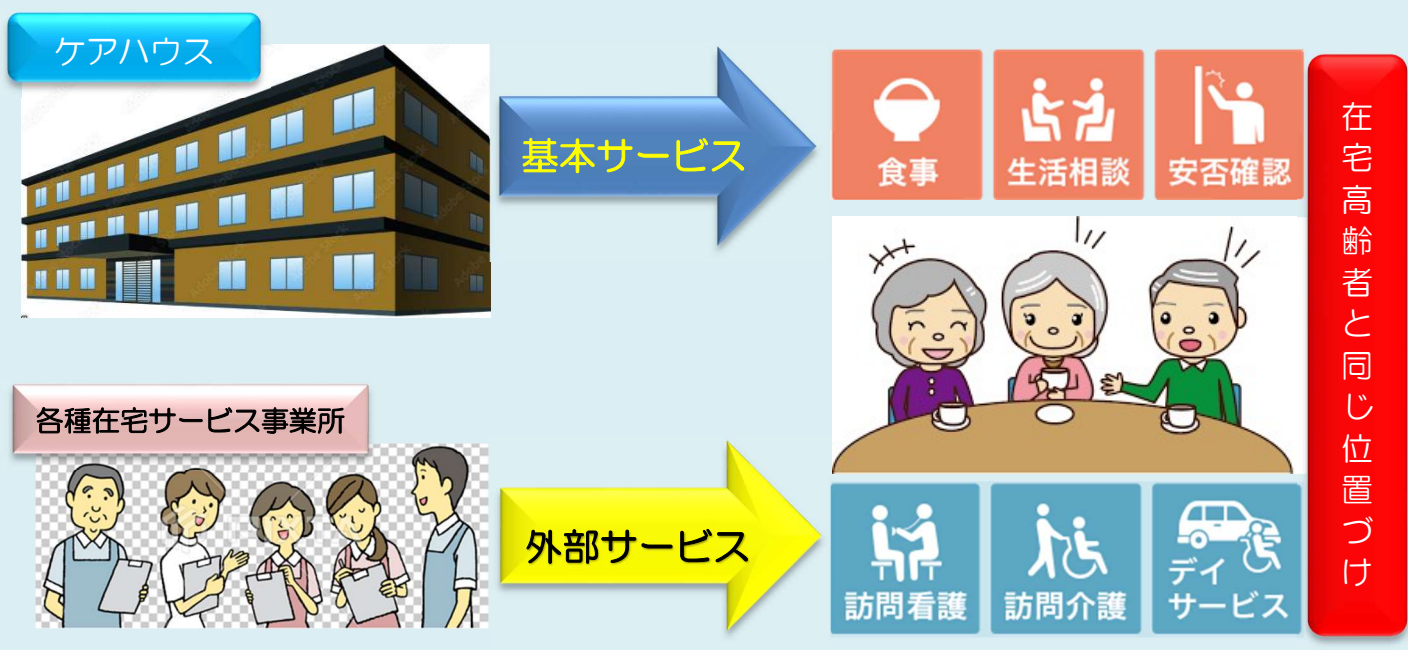 ケアハウス
基本サービス
食事
生活相談
安否確認
在宅高齢者と同じ位置づけ
各種在宅サービス事業所
外部サービス
訪問看護
訪問介護
デイ
サービス